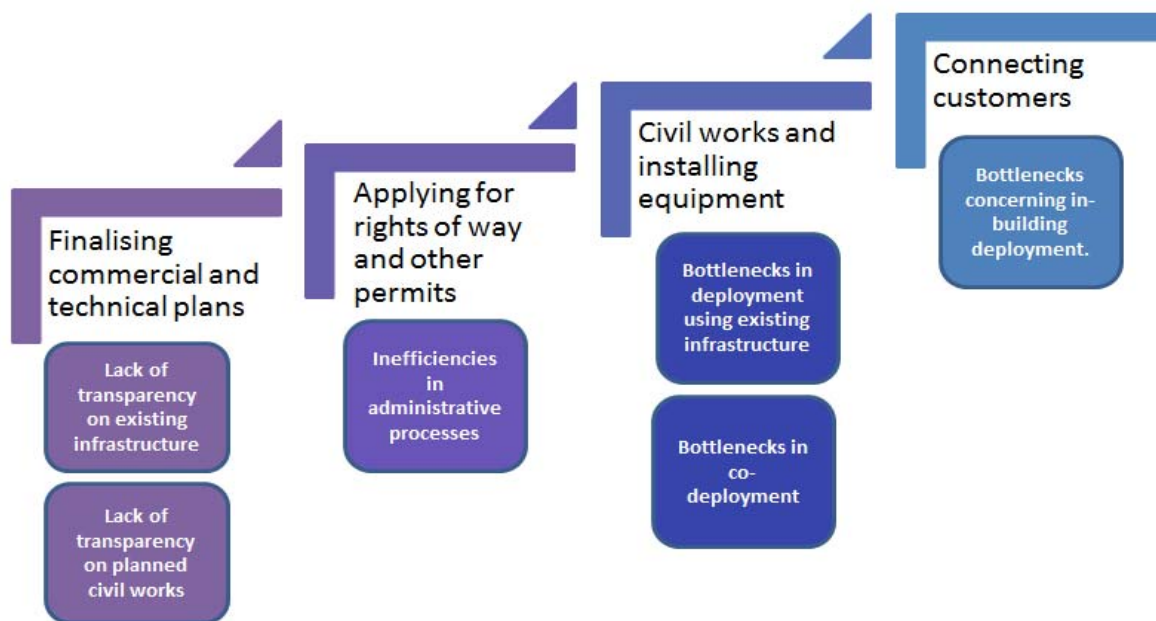 Finalising
commercial and
technical plans
Lack of
transparency
on existing
infrastructure
Lack of
transparency
on planned
civil works
Applying for
rights of way
and other
permits
Inefficiencies
in
administrative
processes
Civil works and
installing
equipment
Bottlenecks in
deployment
using existing
infrastructure
Bottlenecks in
co-
deployment
Connecting
customers
Bottlenecks
concerning in-
building
deployment.